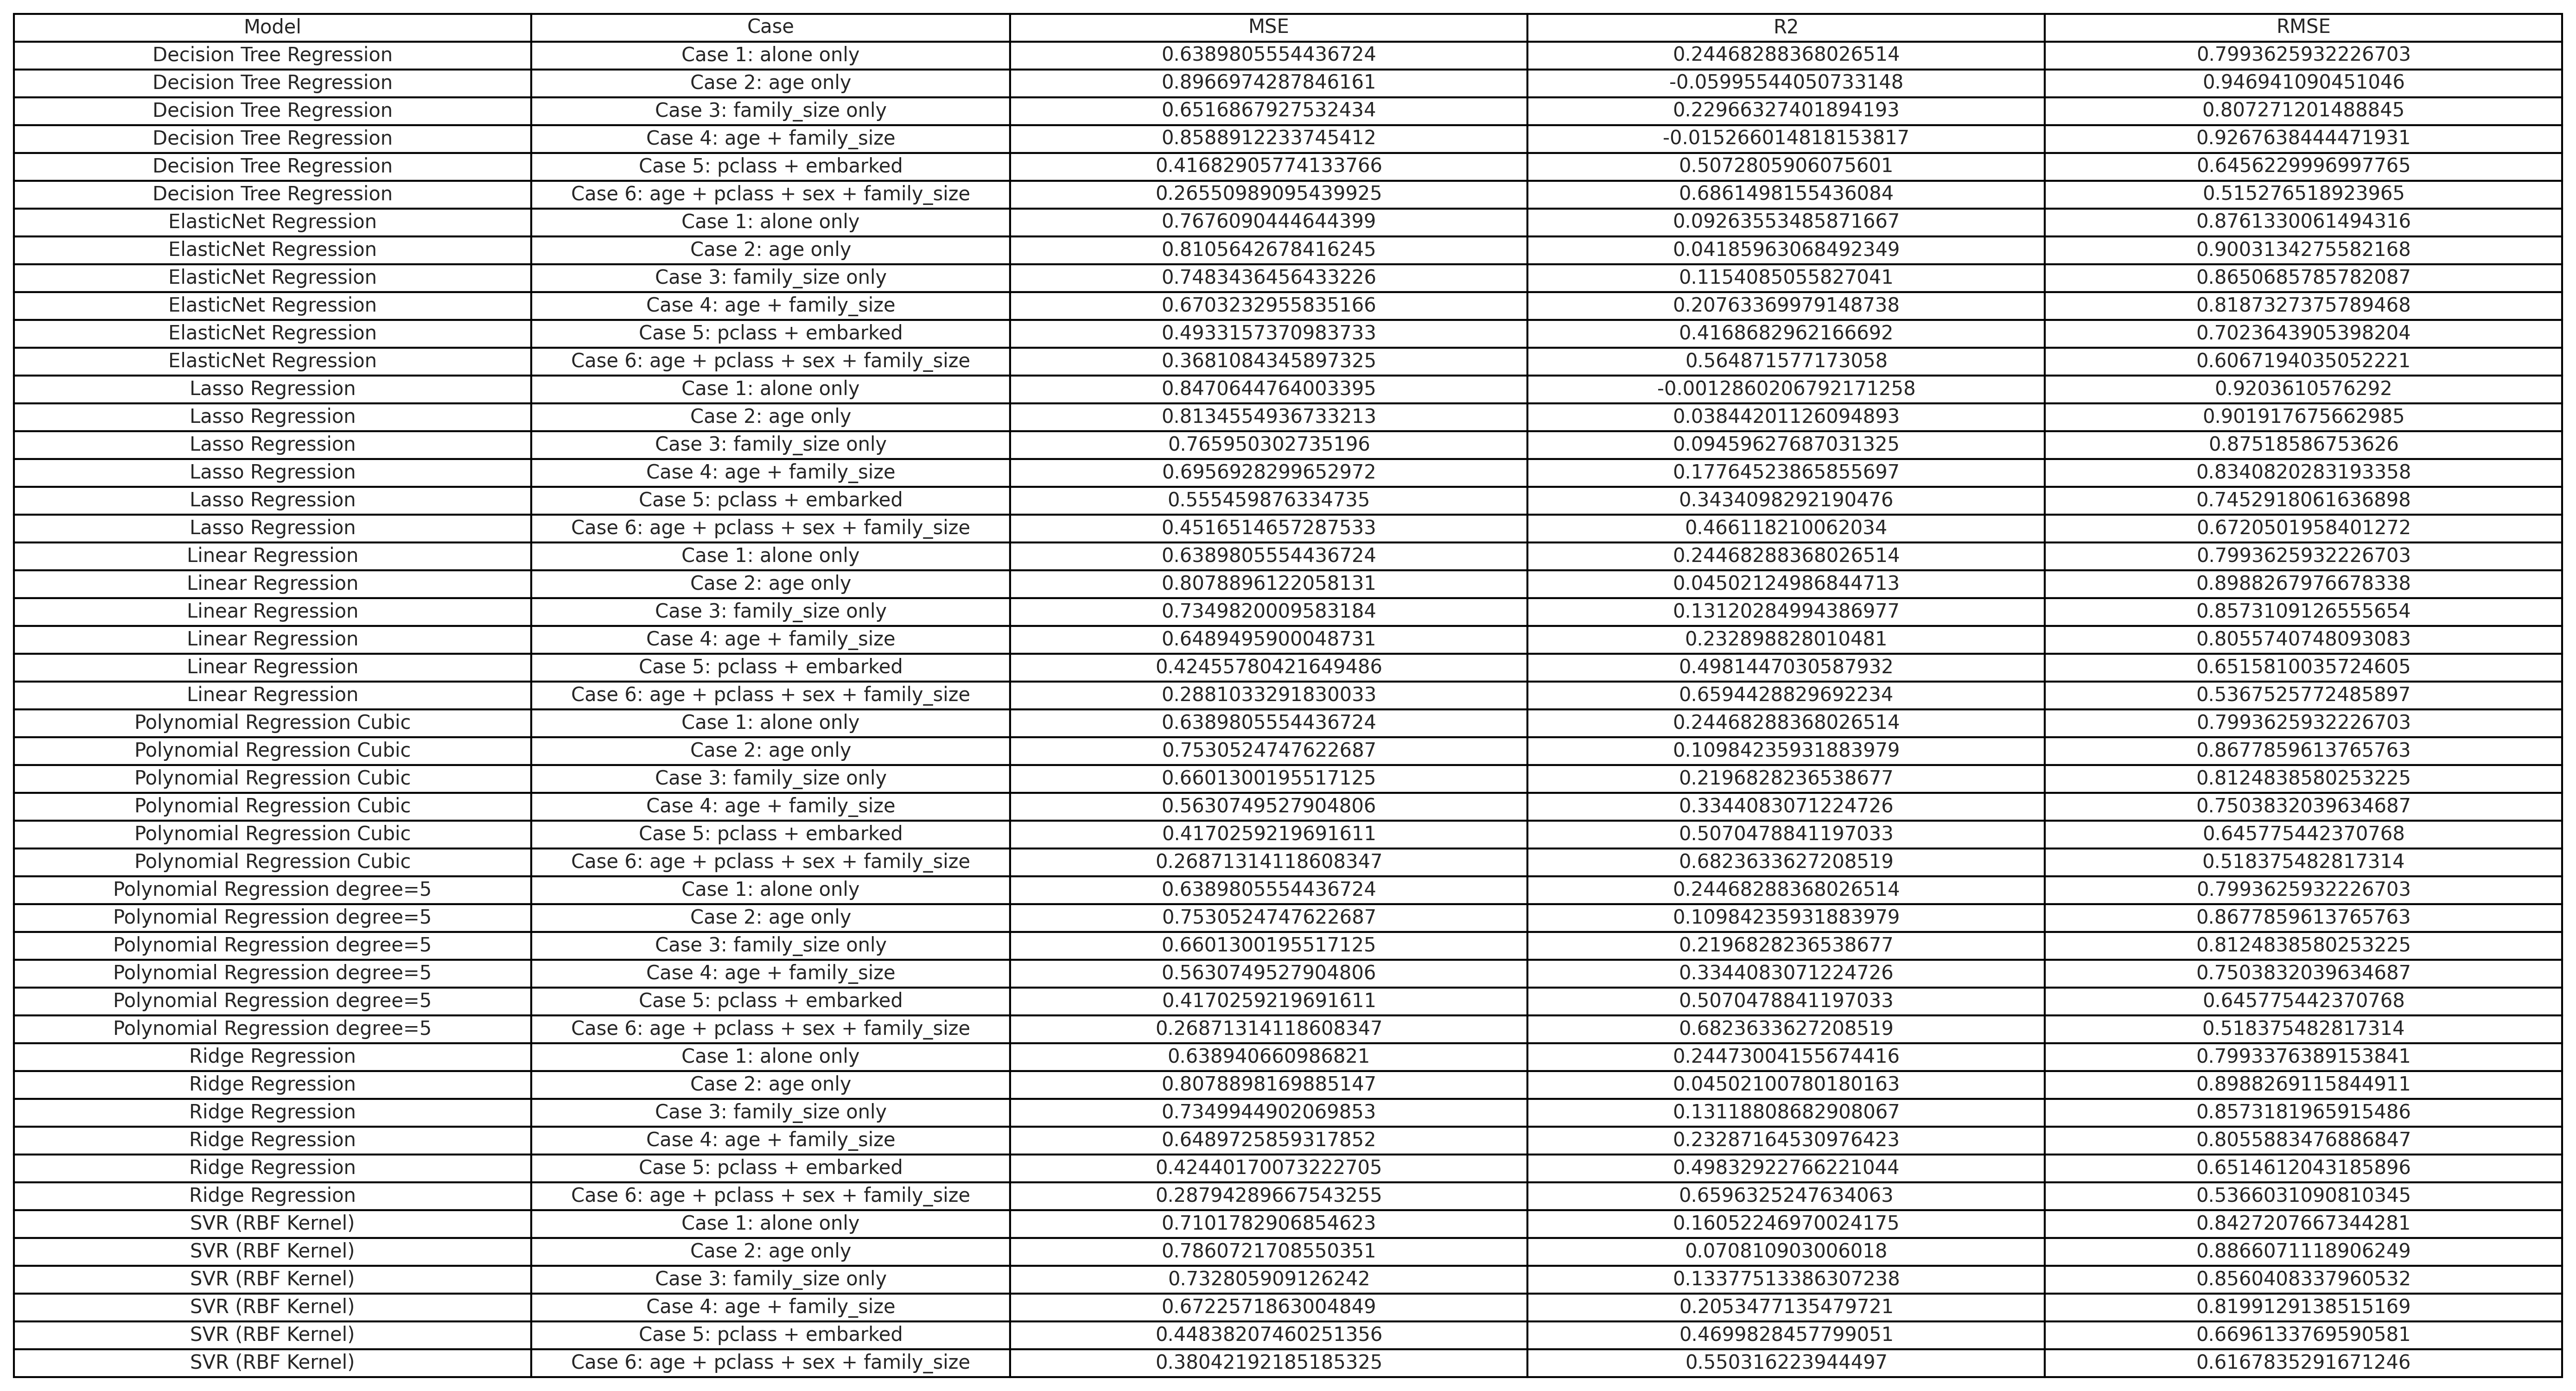 Model Case MSE R2 RMSE
Decision Tree Regression Case 1: alone only 0.6389805554436724 0.24468288368026514 0.7993625932226703
Decision Tree Regression Case 2: age only 0.8966974287846161 -0.05995544050733148 0.946941090451046
Decision Tree Regression Case 3: family_size only 0.6516867927532434 0.22966327401894193 0.807271201488845
Decision Tree Regression Case 4: age + family_size 0.8588912233745412 -0.015266014818153817 0.9267638444471931
Decision Tree Regression Case 5: pclass + embarked 0.41682905774133766 0.5072805906075601 0.6456229996997765
Decision Tree Regression Case 6: age + pclass + sex + family_size 0.26550989095439925 0.6861498155436084 0.515276518923965
ElasticNet Regression Case 1: alone only 0.7676090444644399 0.09263553485871667 0.8761330061494316
ElasticNet Regression Case 2: age only 0.8105642678416245 0.04185963068492349 0.9003134275582168
ElasticNet Regression Case 3: family_size only 0.7483436456433226 0.1154085055827041 0.8650685785782087
ElasticNet Regression Case 4: age + family_size 0.6703232955835166 0.20763369979148738 0.8187327375789468
ElasticNet Regression Case 5: pclass + embarked 0.4933157370983733 0.4168682962166692 0.7023643905398204
ElasticNet Regression Case 6: age + pclass + sex + family_size 0.3681084345897325 0.564871577173058 0.6067194035052221
Lasso Regression Case 1: alone only 0.8470644764003395 -0.0012860206792171258 0.9203610576292
Lasso Regression Case 2: age only 0.8134554936733213 0.03844201126094893 0.901917675662985
Lasso Regression Case 3: family_size only 0.765950302735196 0.09459627687031325 0.87518586753626
Lasso Regression Case 4: age + family_size 0.6956928299652972 0.17764523865855697 0.8340820283193358
Lasso Regression Case 5: pclass + embarked 0.555459876334735 0.3434098292190476 0.7452918061636898
Lasso Regression Case 6: age + pclass + sex + family_size 0.4516514657287533 0.466118210062034 0.6720501958401272
Linear Regression Case 1: alone only 0.6389805554436724 0.24468288368026514 0.7993625932226703
Linear Regression Case 2: age only 0.8078896122058131 0.04502124986844713 0.8988267976678338
Linear Regression Case 3: family_size only 0.7349820009583184 0.13120284994386977 0.8573109126555654
Linear Regression Case 4: age + family_size 0.6489495900048731 0.232898828010481 0.8055740748093083
Linear Regression Case 5: pclass + embarked 0.42455780421649486 0.4981447030587932 0.6515810035724605
Linear Regression Case 6: age + pclass + sex + family_size 0.2881033291830033 0.6594428829692234 0.5367525772485897
Polynomial Regression Cubic Case 1: alone only 0.6389805554436724 0.24468288368026514 0.7993625932226703
Polynomial Regression Cubic Case 2: age only 0.7530524747622687 0.10984235931883979 0.8677859613765763
Polynomial Regression Cubic Case 3: family_size only 0.6601300195517125 0.2196828236538677 0.8124838580253225
Polynomial Regression Cubic Case 4: age + family_size 0.5630749527904806 0.3344083071224726 0.7503832039634687
Polynomial Regression Cubic Case 5: pclass + embarked 0.4170259219691611 0.5070478841197033 0.645775442370768
Polynomial Regression Cubic Case 6: age + pclass + sex + family_size 0.26871314118608347 0.6823633627208519 0.518375482817314
Polynomial Regression degree=5 Case 1: alone only 0.6389805554436724 0.24468288368026514 0.7993625932226703
Polynomial Regression degree=5 Case 2: age only 0.7530524747622687 0.10984235931883979 0.8677859613765763
Polynomial Regression degree=5 Case 3: family_size only 0.6601300195517125 0.2196828236538677 0.8124838580253225
Polynomial Regression degree=5 Case 4: age + family_size 0.5630749527904806 0.3344083071224726 0.7503832039634687
Polynomial Regression degree=5 Case 5: pclass + embarked 0.4170259219691611 0.5070478841197033 0.645775442370768
Polynomial Regression degree=5 Case 6: age + pclass + sex + family_size 0.26871314118608347 0.6823633627208519 0.518375482817314
Ridge Regression Case 1: alone only 0.638940660986821 0.24473004155674416 0.7993376389153841
Ridge Regression Case 2: age only 0.8078898169885147 0.04502100780180163 0.8988269115844911
Ridge Regression Case 3: family_size only 0.7349944902069853 0.13118808682908067 0.8573181965915486
Ridge Regression Case 4: age + family_size 0.6489725859317852 0.23287164530976423 0.8055883476886847
Ridge Regression Case 5: pclass + embarked 0.42440170073222705 0.49832922766221044 0.6514612043185896
Ridge Regression Case 6: age + pclass + sex + family_size 0.28794289667543255 0.6596325247634063 0.5366031090810345
SVR (RBF Kernel) Case 1: alone only 0.7101782906854623 0.16052246970024175 0.8427207667344281
SVR (RBF Kernel) Case 2: age only 0.7860721708550351 0.070810903006018 0.8866071118906249
SVR (RBF Kernel) Case 3: family_size only 0.732805909126242 0.13377513386307238 0.8560408337960532
SVR (RBF Kernel) Case 4: age + family_size 0.6722571863004849 0.2053477135479721 0.8199129138515169
SVR (RBF Kernel) Case 5: pclass + embarked 0.44838207460251356 0.4699828457799051 0.6696133769590581
SVR (RBF Kernel) Case 6: age + pclass + sex + family_size 0.38042192185185325 0.550316223944497 0.6167835291671246